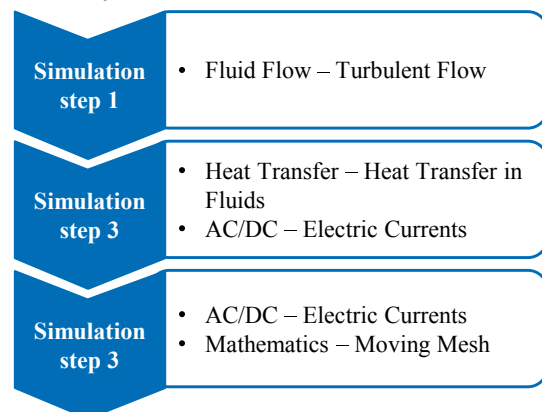 Simulation
step 1
• Fluid Flow – Turbulent Flow
Simulation
step 3
• Heat Transfer – Heat Transfer in
Fluids
• AC/DC – Electric Currents
Simulation
step 3
• AC/DC – Electric Currents
• Mathematics – Moving Mesh